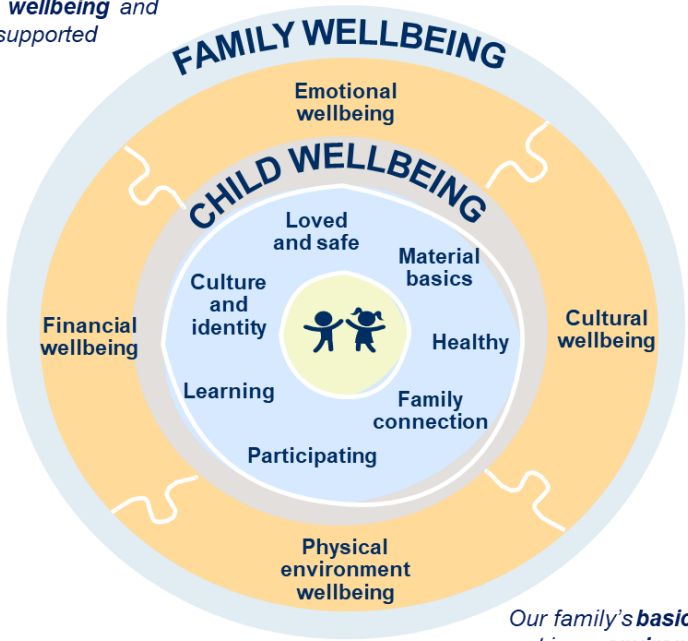 wellbeing and
supported
FAMILY WELLBEING
Emotional
wellbeing
CHILD WELLBEING
Loved
and safe
Material
basics
Culture
and
identity
Healthy
Financial
wellbeing
Cultural
wellbeing
Learning
Family
connection
Participating
Physical
environment
wellbeing
Our family's basic